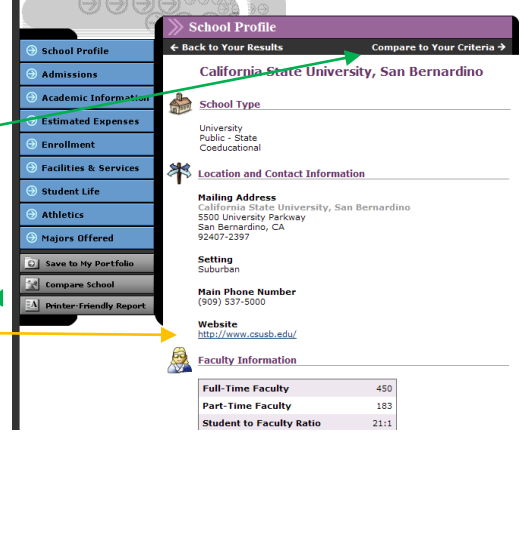 School Profile
← Back to Your Results
Compare to Your Criteria →
School Profile
Admissions
Academic Information
Estimated Expenses
Enrollment
Facilities & Services
Student Life
Athletics
Majors Offered
Save to My Portfolio
Compare School
Printer-Friendly Report
California State University, San Bernardino
School Type
University
Public - State
Coeducational
Location and Contact Information
Mailing Address
California State University, San Bernardino
5500 University Parkway
San Bernardino, CA
92407-2397
Setting
Suburban
Main Phone Number
(909) 537-5000
Website
http://www.csusb.edu/
Faculty Information
Full-Time Faculty 450
Part-Time Faculty 183
Student to Faculty Ratio 21:1